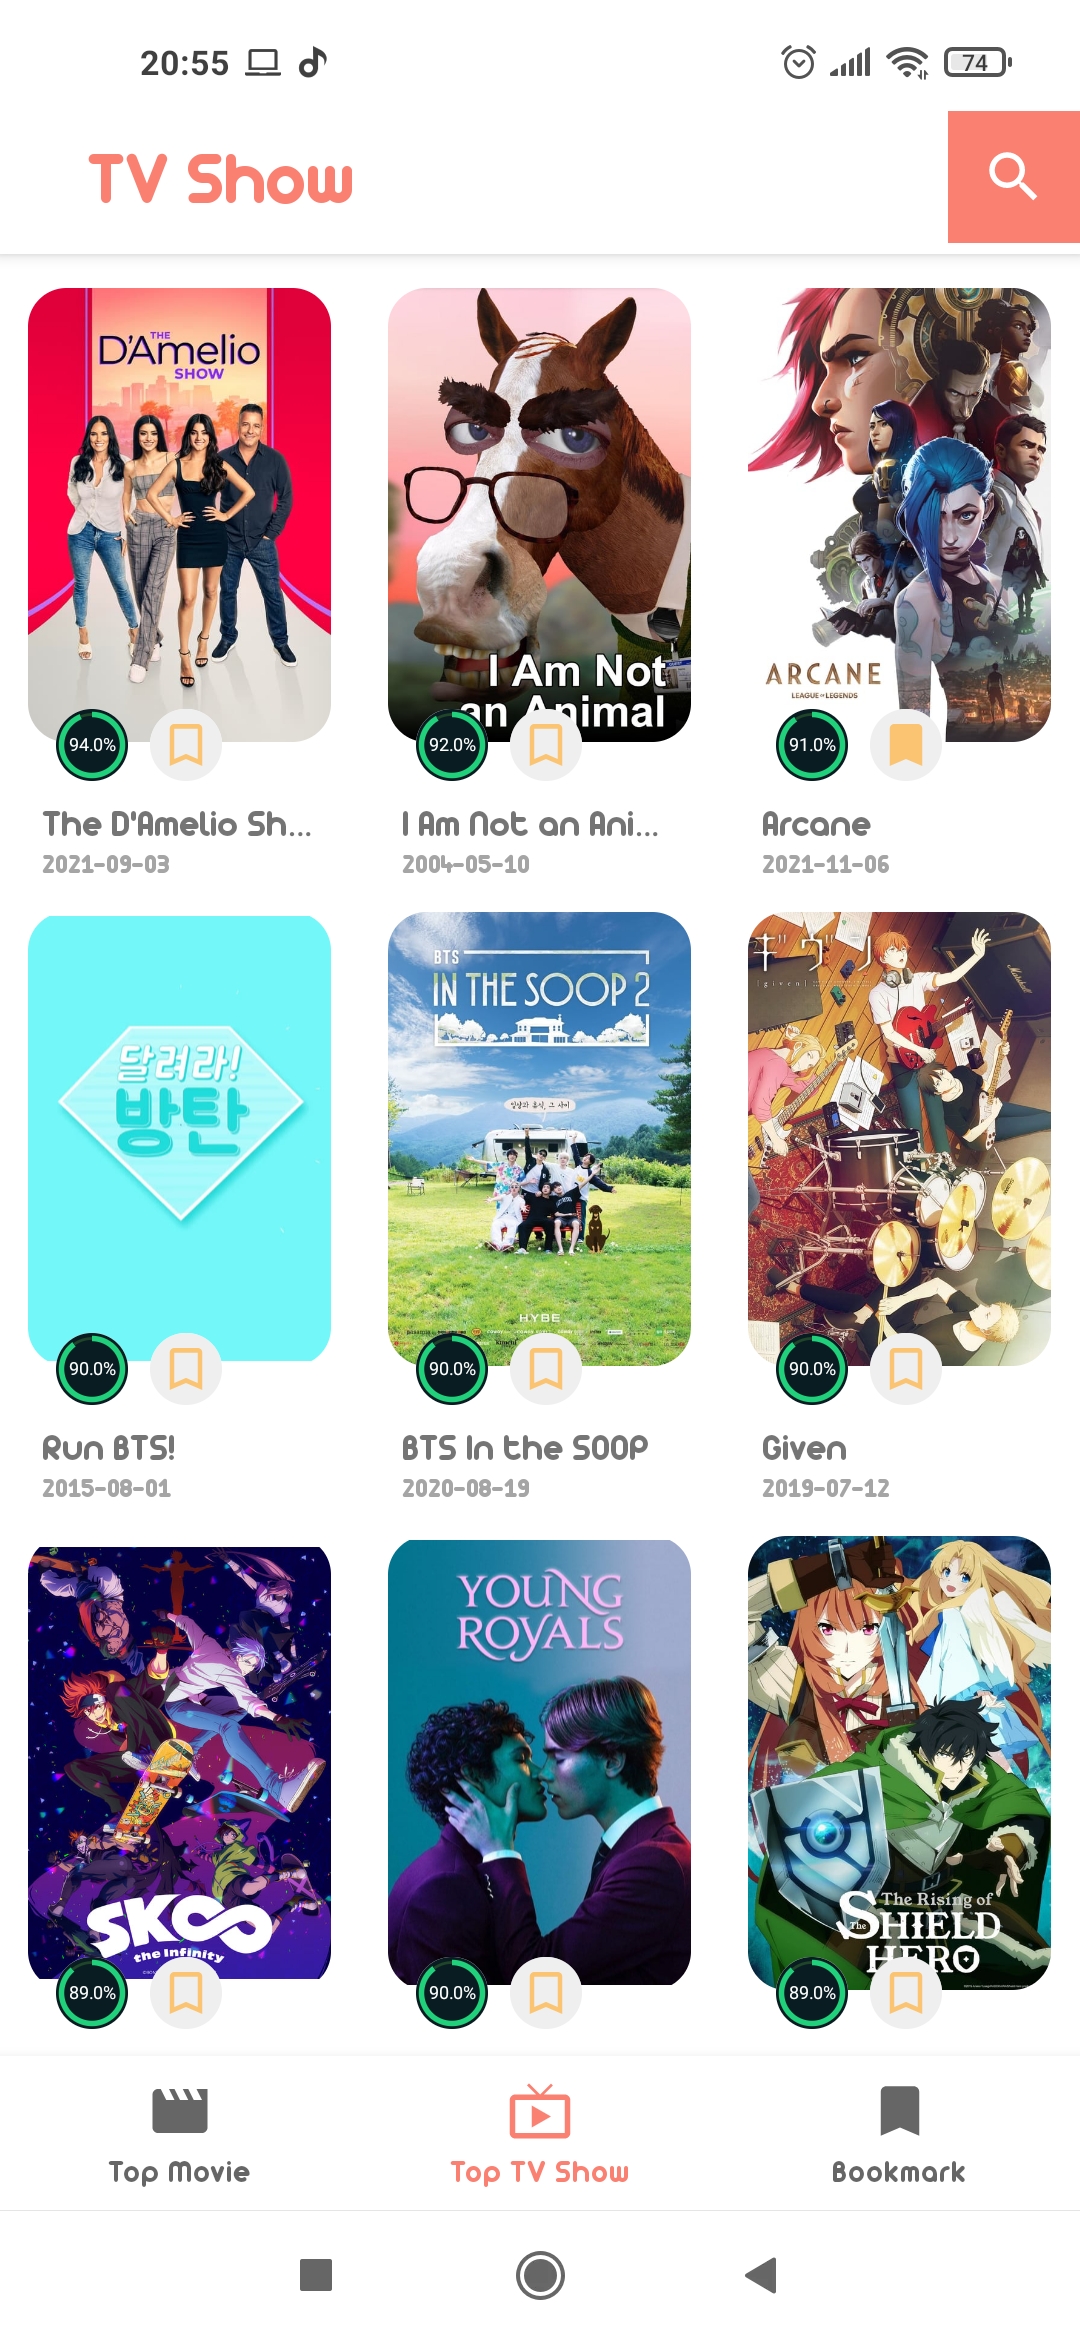 20:55
74
TV Show
THE
D'Amelio
SHOW
I Am Not
an Animal
ARCANE
LEAGUE OF LEGENDS
94.0%
92.0%
91.0%
The D'Amelio Sh...
I Am Not an Ani...
Arcane
2021-09-03
2004-05-10
2021-11-06
달려라!
방탄
BTS
IN THE SOOP 2
HYBE
ギヴン
[given]
Marshall
90.0%
90.0%
90.0%
Run BTS!
BTS In the SOOP
Given
2015-08-01
2020-08-19
2019-07-12
SK∞
the Infinity
YOUNG
ROYALS
The Rising of
The SHIELD
HERO
89.0%
90.0%
89.0%
Top Movie
Top TV Show
Bookmark